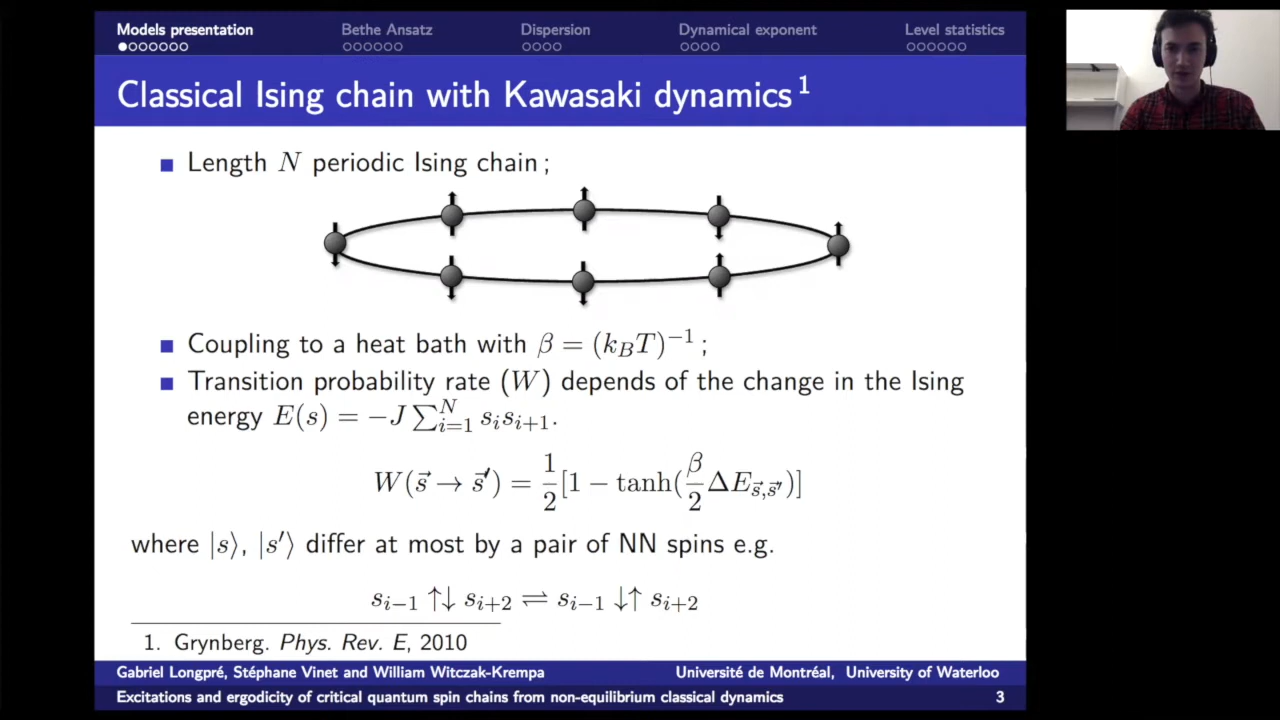 Models presentation Bethe Ansatz Dispersion Dynamical exponent Level statistics
Classical Ising chain with Kawasaki dynamics¹
Length N periodic Ising chain ;
Coupling to a heat bath with β = (k_B T)^{−1} ;
Transition probability rate (W) depends of the change in the Ising
energy E(s) = −J ∑_{i=1}^{N} s_i s_{i+1}.
W(s⃗ → s⃗′) = 1/2 [1 − tanh(β/2 ΔE_{s⃗,s⃗′})]
where |s⟩, |s′⟩ differ at most by a pair of NN spins e.g.
s_{i−1} ↑↓ s_{i+2} ⇌ s_{i−1} ↓↑ s_{i+2}
1. Grynberg. Phys. Rev. E, 2010
Gabriel Longpré, Stéphane Vinet and William Witczak-Krempa Université de Montréal, University of Waterloo
Excitations and ergodicity of critical quantum spin chains from non-equilibrium classical dynamics 3